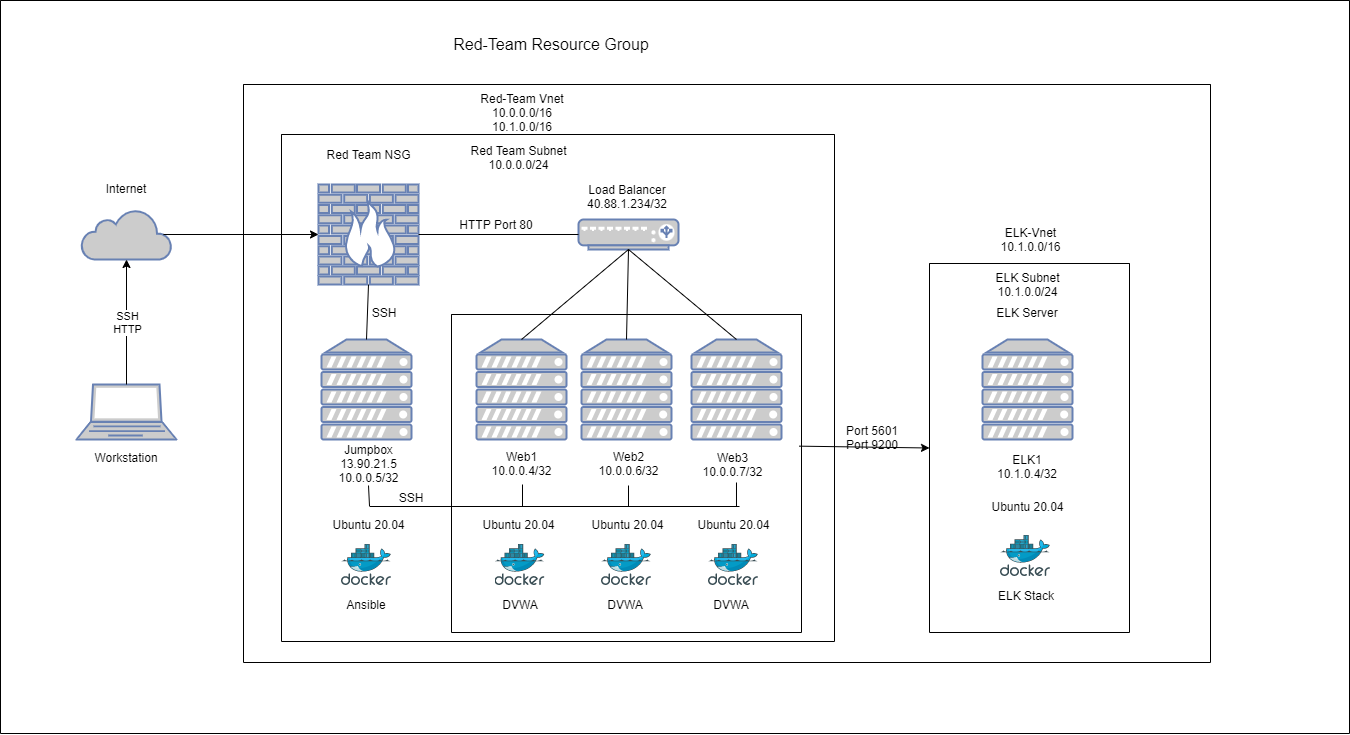 Red-Team Resource Group
Red-Team Vnet
10.0.0.0/16
10.1.0.0/16
Red Team NSG
Red Team Subnet
10.0.0.0/24
Internet
Load Balancer
40.88.1.234/32
HTTP Port 80
ELK-Vnet
10.1.0.0/16
ELK Subnet
10.1.0.0/24
ELK Server
SSH
HTTP
SSH
Port 5601
Port 9200
Workstation
Jumpbox
13.90.21.5
10.0.0.5/32
Web1
10.0.0.4/32
Web2
10.0.0.6/32
Web3
10.0.0.7/32
ELK1
10.1.0.4/32
SSH
Ubuntu 20.04
Ubuntu 20.04
Ubuntu 20.04
Ubuntu 20.04
Ubuntu 20.04
docker
docker
docker
docker
docker
Ansible
DVWA
DVWA
DVWA
ELK Stack